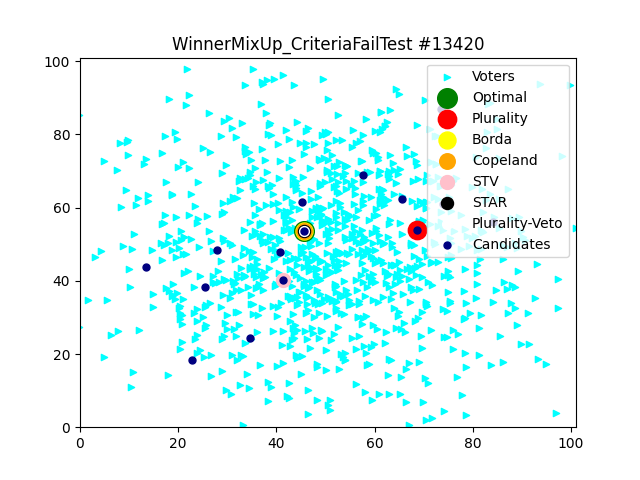 WinnerMixUp_CriteriaFailTest #13420
100
80
60
40
20
0
0
20
40
60
80
100
Voters
Optimal
Plurality
Borda
Copeland
STV
STAR
Plurality-Veto
Candidates